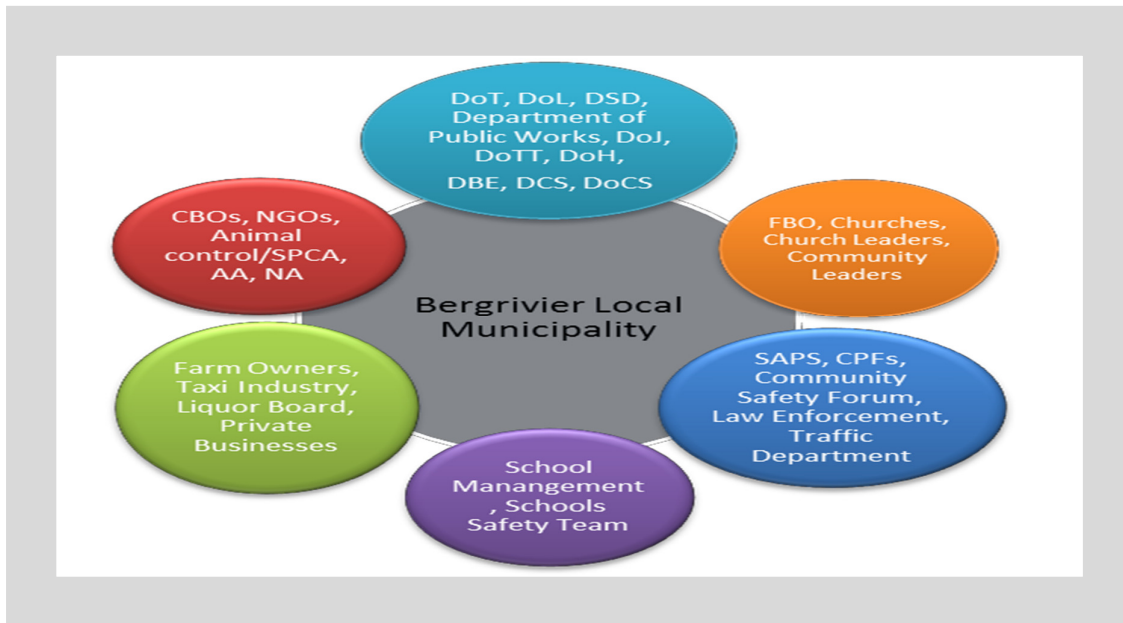 DoT, DoL, DSD,
Department of
Public Works, DoJ,
DoTT, DoH,
DBE, DCS, DoCS
CBOs, NGOs,
Animal
control/SPCA,
AA, NA
FBO, Churches,
Church Leaders,
Community
Leaders
Bergrivier Local
Municipality
Farm Owners,
Taxi Industry,
Liquor Board,
Private
Businesses
SAPS, CPFs,
Community
Safety Forum,
Law Enforcement,
Traffic
Department
School
Manangement
, Schools
Safety Team